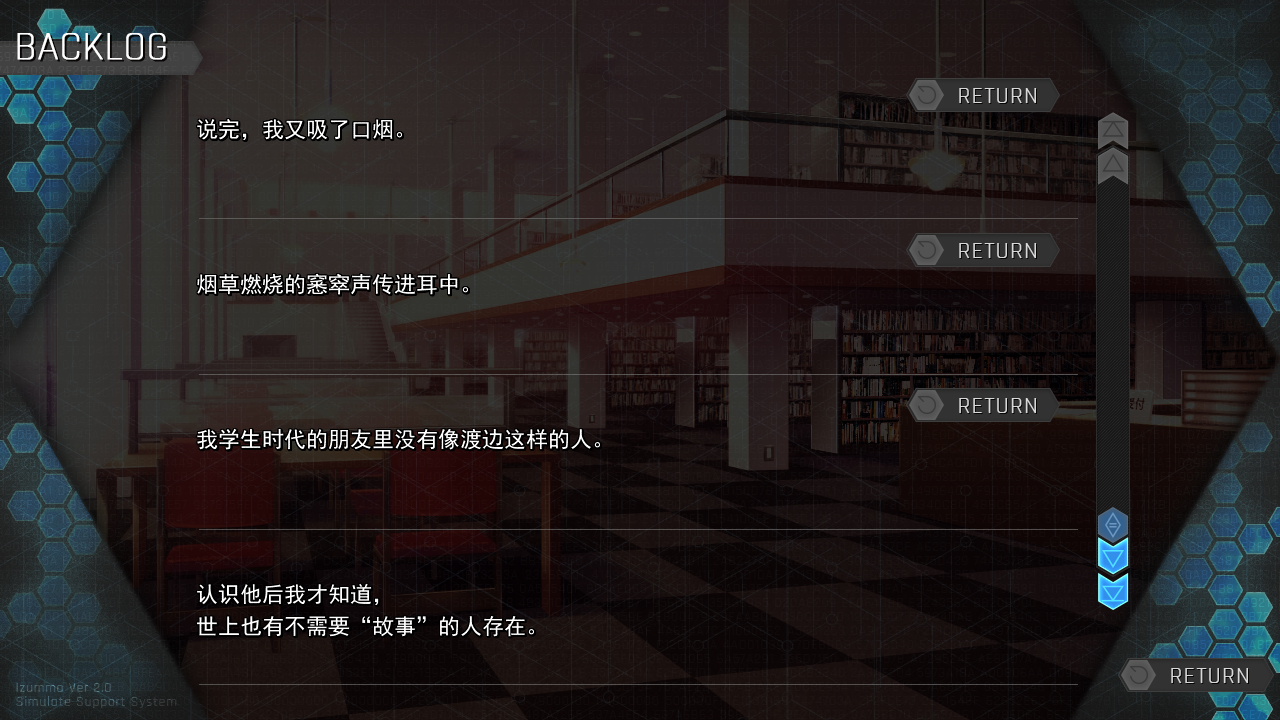 BACKLOG
RETURN
说完，我又吸了口烟。
RETURN
烟草燃烧的窸窣声传进耳中。
RETURN
我学生时代的朋友里没有像渡边这样的人。
认识他后我才知道，
世上也有不需要“故事”的人存在。
RETURN
Izumma Ver 2.0
Simulate Support System